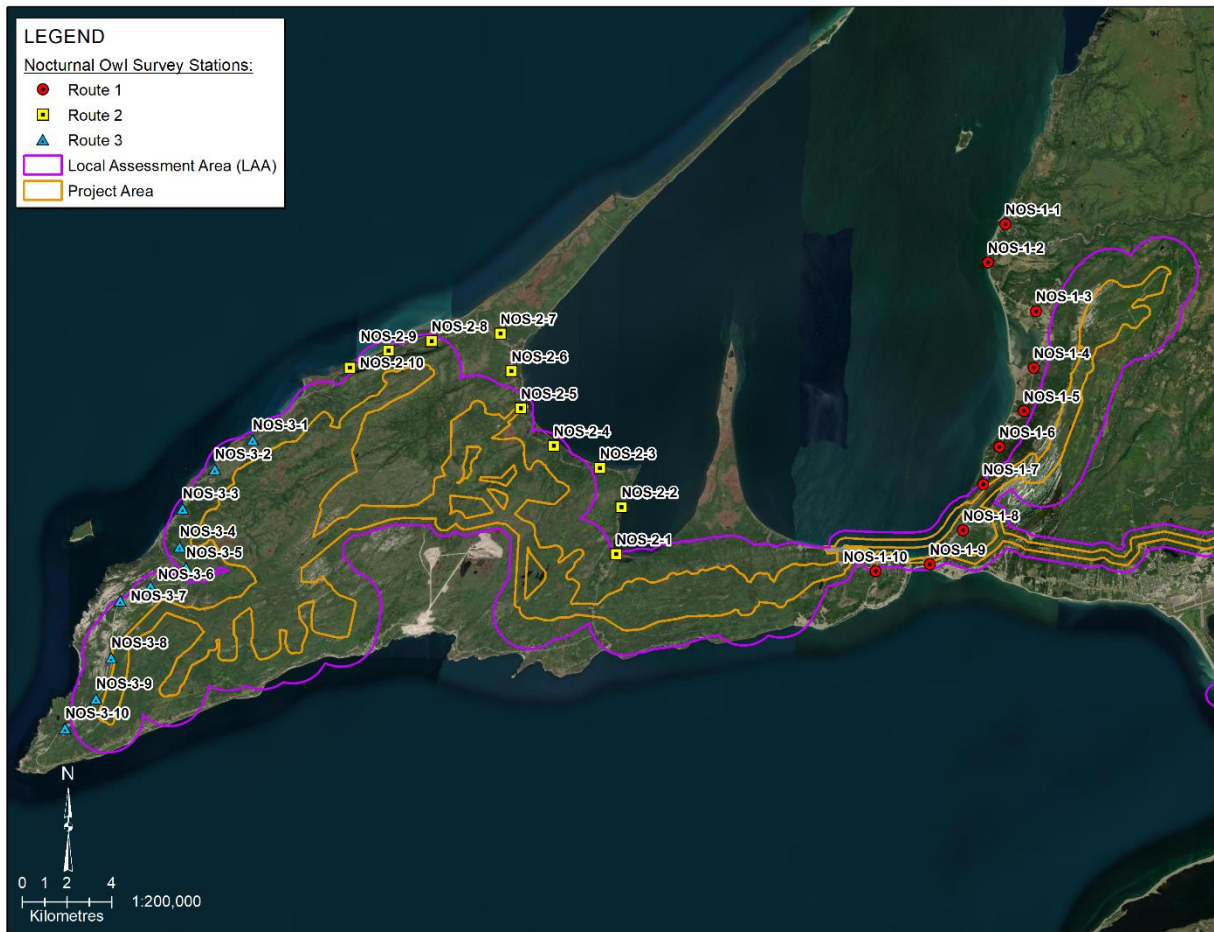 LEGEND
Nocturnal Owl Survey Stations:
Route 1
Route 2
Route 3
Local Assessment Area (LAA)
Project Area
NOS-1-1
NOS-1-2
NOS-1-3
NOS-1-4
NOS-1-5
NOS-1-6
NOS-1-7
NOS-1-8
NOS-1-9
NOS-1-10
NOS-2-7
NOS-2-8
NOS-2-9
NOS-2-10
NOS-2-6
NOS-2-5
NOS-2-4
NOS-2-3
NOS-2-2
NOS-2-1
NOS-3-1
NOS-3-2
NOS-3-3
NOS-3-4
NOS-3-5
NOS-3-6
NOS-3-7
NOS-3-8
NOS-3-9
NOS-3-10
N
0 1 2 4
1:200,000
Kilometres